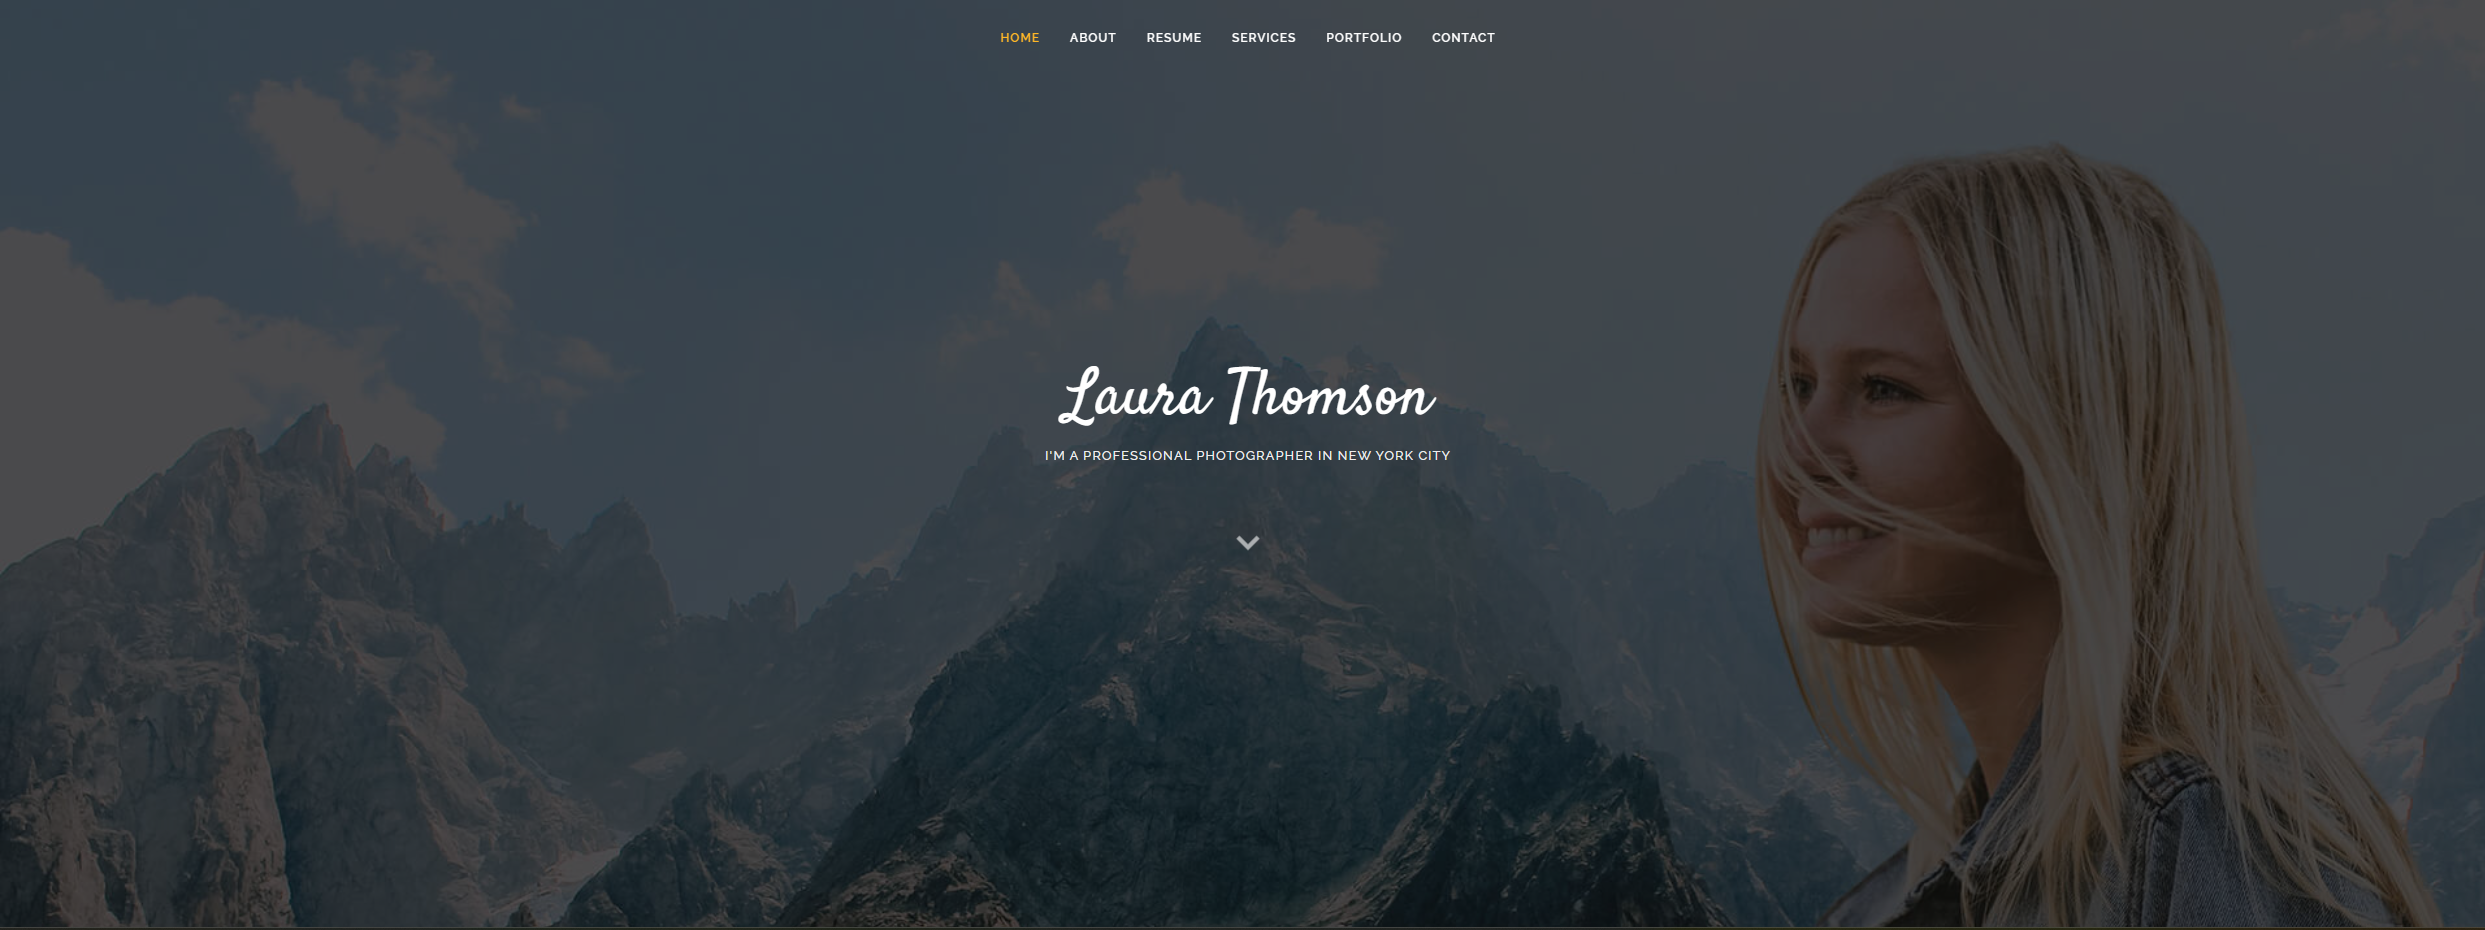 HOME ABOUT RESUME SERVICES PORTFOLIO CONTACT
Laura Thomson
I'M A PROFESSIONAL PHOTOGRAPHER IN NEW YORK CITY